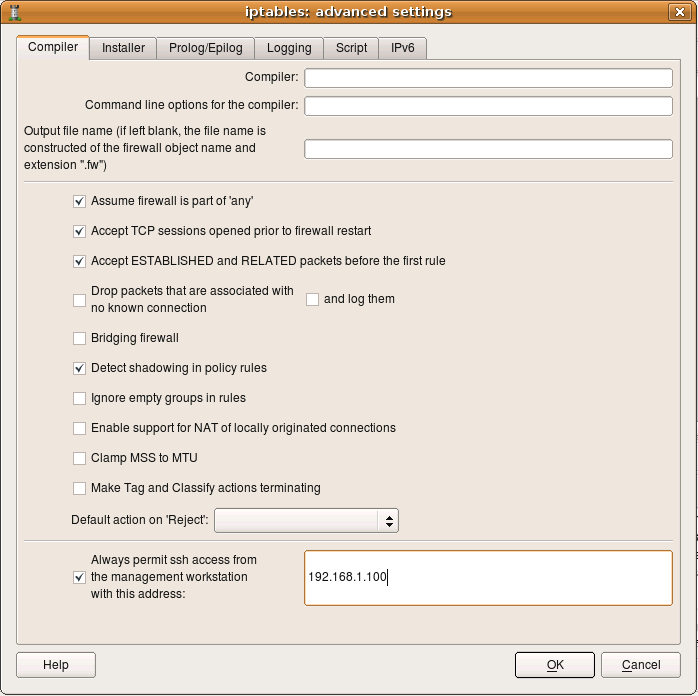 iptables: advanced settings
Compiler Installer Prolog/Epilog Logging Script IPv6
Compiler:
Command line options for the compiler:
Output file name (if left blank, the file name is
constructed of the firewall object name and
extension ".fw")
Assume firewall is part of 'any'
Accept TCP sessions opened prior to firewall restart
Accept ESTABLISHED and RELATED packets before the first rule
Drop packets that are associated with
no known connection
and log them
Bridging firewall
Detect shadowing in policy rules
Ignore empty groups in rules
Enable support for NAT of locally originated connections
Clamp MSS to MTU
Make Tag and Classify actions terminating
Default action on 'Reject':
Always permit ssh access from
the management workstation
with this address:
192.168.1.100
Help OK Cancel